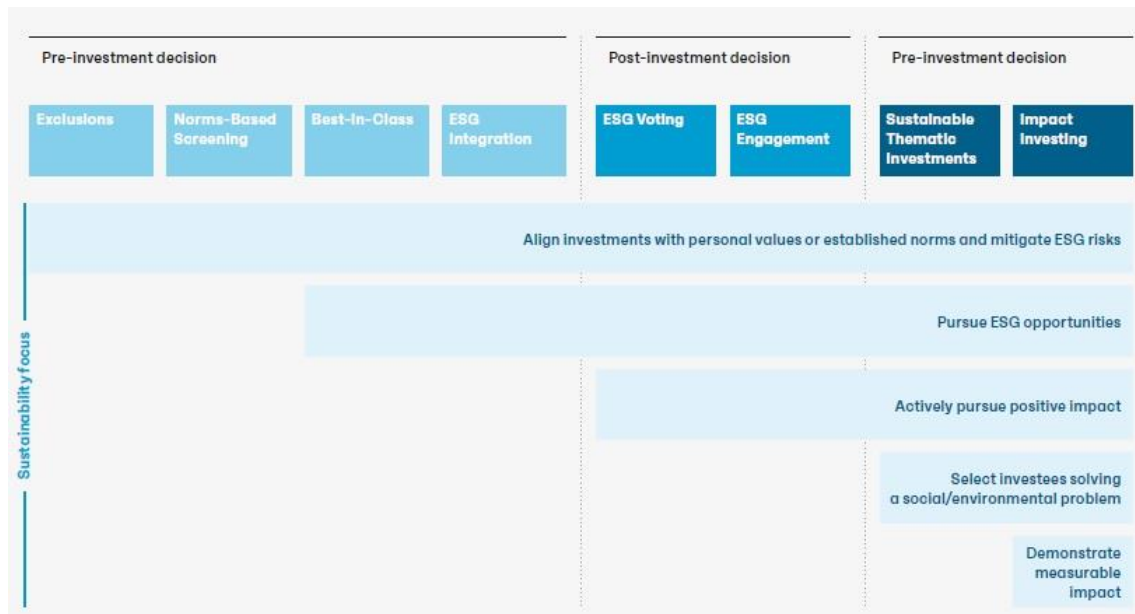 Pre-investment decision
Post-investment decision
Pre-investment decision
Exclusions
Norms-Based
Screening
Best-In-Class
ESG
Integration
ESG Voting
ESG
Engagement
Sustainable
Thematic
Investments
Impact
Investing
Align investments with personal values or established norms and mitigate ESG risks
Pursue ESG opportunities
Actively pursue positive impact
Select investees solving
a social/environmental problem
Demonstrate
measurable
impact
Sustainability focus